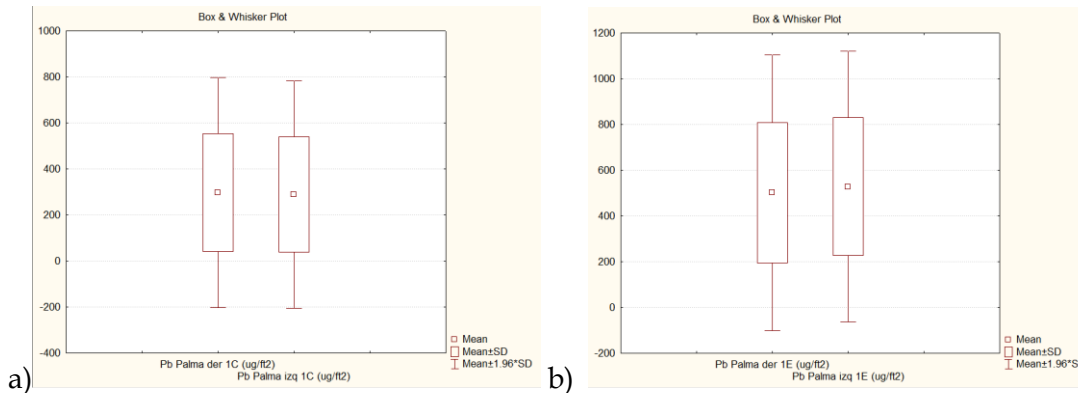 Box & Whisker Plot
1000
800
600
400
200
0
-200
-400
Pb Palma der 1C (ug/ft2)
Pb Palma izq 1C (ug/ft2)
Mean
Mean±SD
Mean±1.96*SD
a)
Box & Whisker Plot
1200
1000
800
600
400
200
0
-200
Pb Palma der 1E (ug/ft2)
Pb Palma izq 1E (ug/ft2)
Mean
Mean±SD
Mean±1.96*S
b)